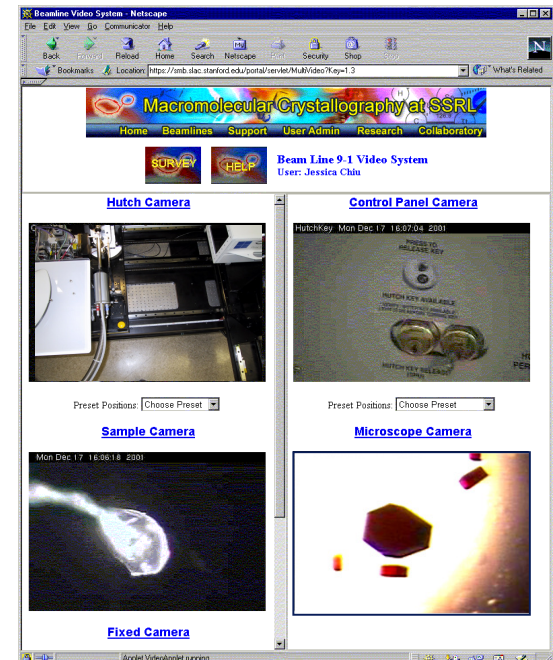 Beamline Video System - Netscape
File Edit View Go Communicator Help
Back Forward Reload Home Search Netscape Print Security Shop Stop
Bookmarks Location: https://smb.slac.stanford.edu/portal/servlet/MultiVideo?Key=1.3 What's Related
Macromolecular Crystallography at SSRL
Home Beamlines Support User Admin Research Collaboratory
SURVEY HELP Beam Line 9-1 Video System
User: Jessica Chiu
Hutch Camera
Control Panel Camera
HutchKey Mon Dec 17 16:07:04 2001
PRESS TO
RELEASE KEY
HUTCH KEY AVAILABLE
HUTCH KEY RELEASE
Preset Positions: Choose Preset
Preset Positions: Choose Preset
Sample Camera
Microscope Camera
Mon Dec 17 16:06:18 2001
Fixed Camera
Applet VideoApplet running